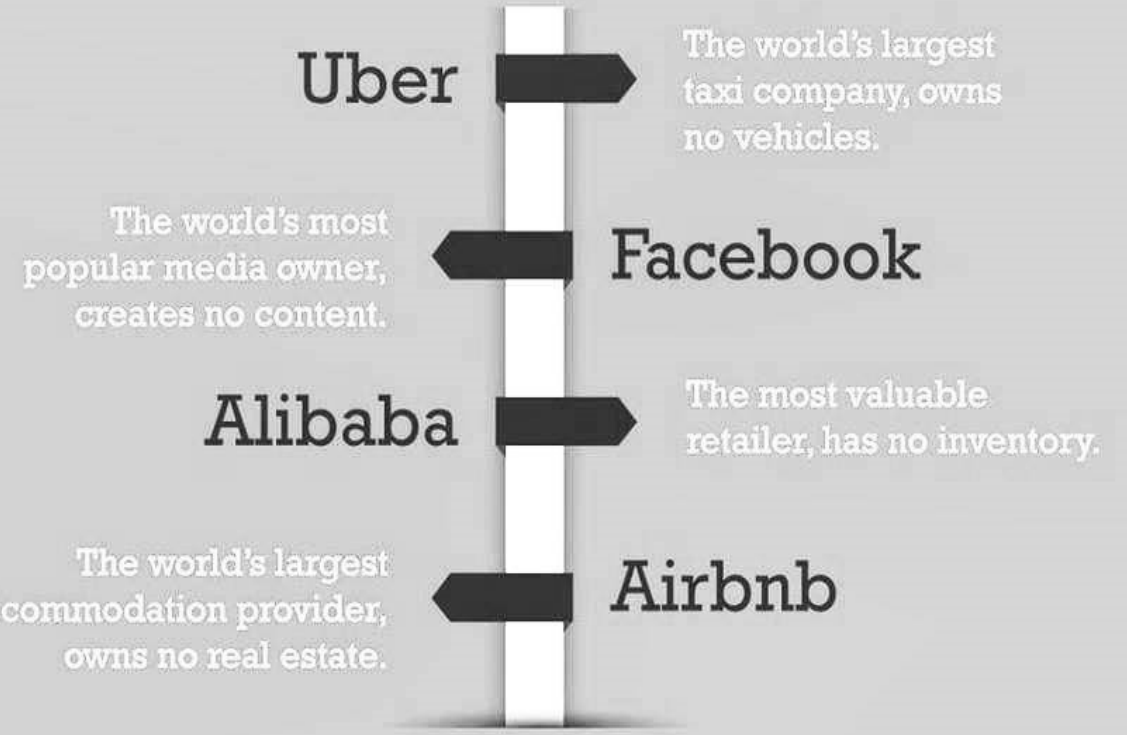 Uber
The world's largest
taxi company, owns
no vehicles.
The world's most
popular media owner,
creates no content.
Facebook
Alibaba
The most valuable
retailer, has no inventory.
The world's largest
commodation provider,
owns no real estate.
Airbnb